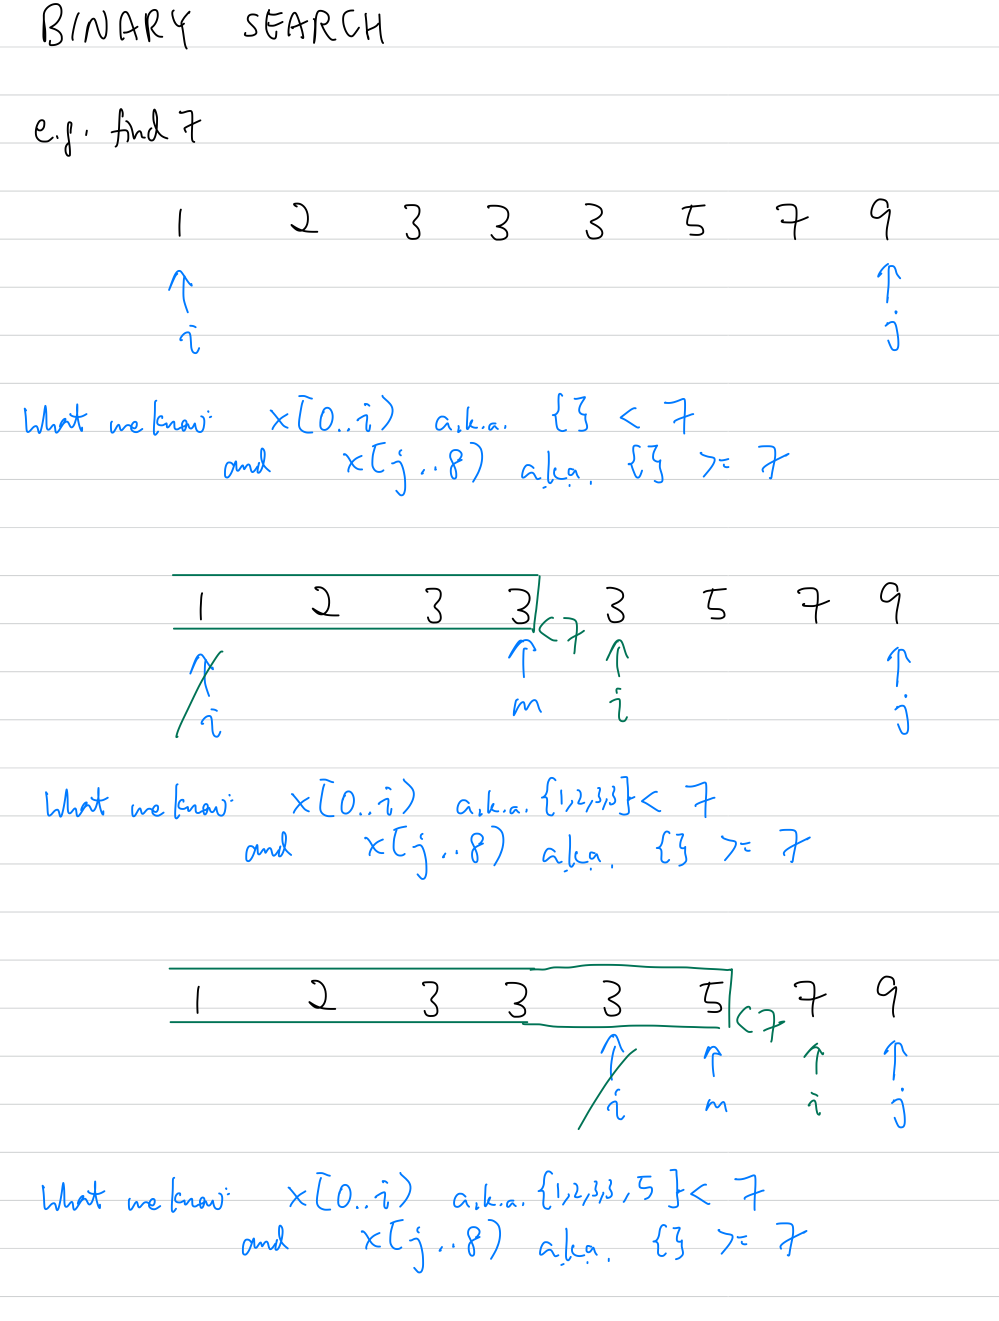 BINARY SEARCH
e.g. find 7
1 2 3 3 3 5 7 9
↑ ↑
i j
What we know: x[0..i) a.k.a. {} < 7
and x[j..8) a.k.a. {} >= 7
1 2 3 3 3 5 7 9
<7
↑ ↑ ↑ ↑
i m i j
What we know: x[0..i) a.k.a. {1,2,3,3} < 7
and x[j..8) a.k.a. {} >= 7
1 2 3 3 3 5 7 9
<7
↑ ↑ ↑ ↑
i m i j
What we know: x[0..i) a.k.a. {1,2,3,3,5} < 7
and x[j..8) a.k.a. {} >= 7